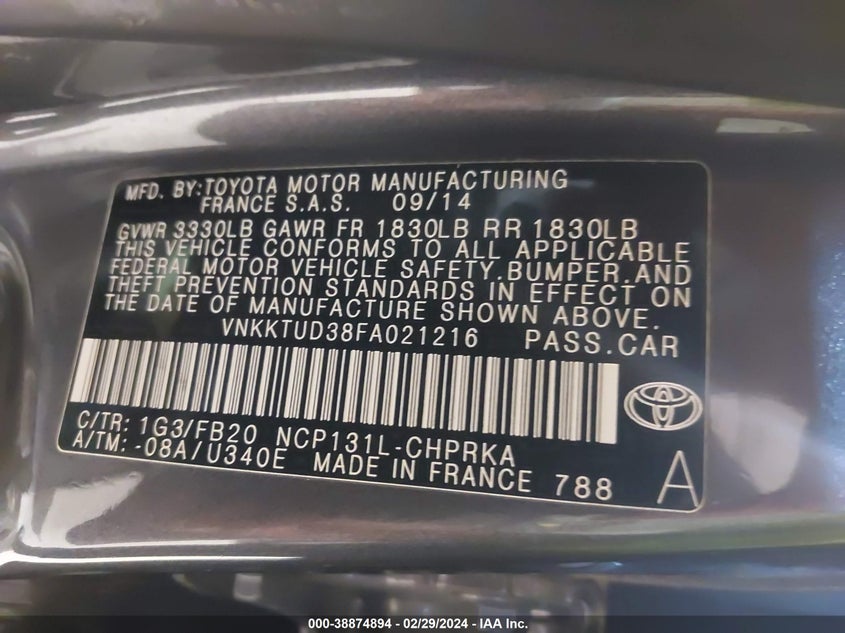 MFD. BY:TOYOTA MOTOR MANUFACTURING
FRANCE S.A.S. 09/14
GVWR 3330LB GAWR FR 1830LB RR 1830LB
THIS VEHICLE CONFORMS TO ALL APPLICABLE
FEDERAL MOTOR VEHICLE SAFETY,BUMPER,AND
THEFT PREVENTION STANDARDS IN EFFECT ON
THE DATE OF MANUFACTURE SHOWN ABOVE.
VNKKTUD38FA021216 PASS.CAR
C/TR: 1G3/FB20 NCP131L-CHPRKA
A/TM: -08A/U340E MADE IN FRANCE 788 A
000-38874894 - 02/29/2024 - IAA Inc.